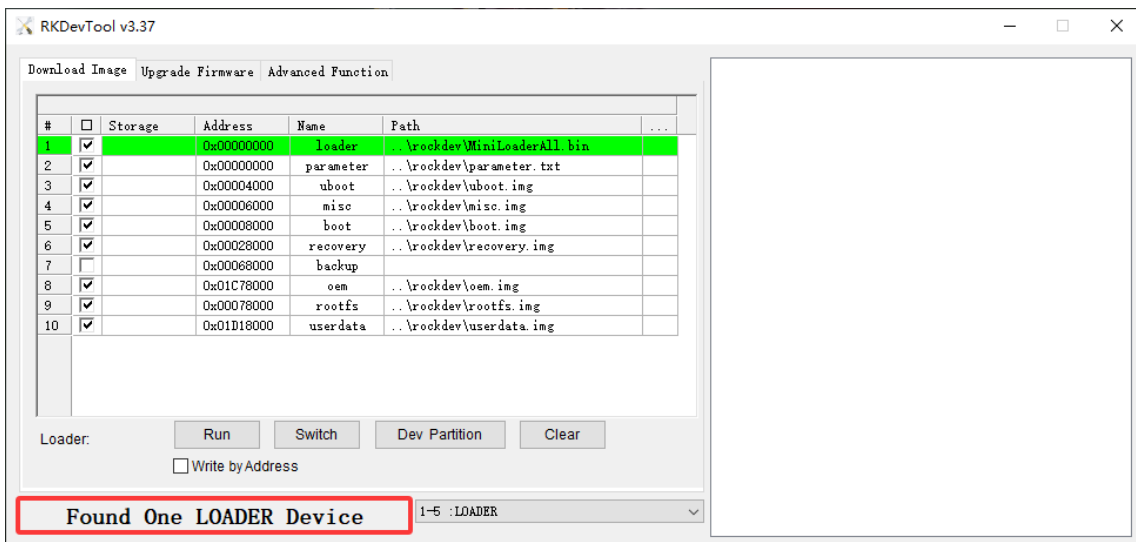 RKDevTool v3.37
Download Image Upgrade Firmware Advanced Function
# Storage Address Name Path ...
1 0x00000000 loader ..\rockdev\MiniLoaderAll.bin
2 0x00000000 parameter ..\rockdev\parameter.txt
3 0x00004000 uboot ..\rockdev\uboot.img
4 0x00006000 misc ..\rockdev\misc.img
5 0x00008000 boot ..\rockdev\boot.img
6 0x00028000 recovery ..\rockdev\recovery.img
7 0x00068000 backup
8 0x01C78000 oem ..\rockdev\oem.img
9 0x00078000 rootfs ..\rockdev\rootfs.img
10 0x01D18000 userdata ..\rockdev\userdata.img
Loader: Run Switch Dev Partition Clear
Write by Address
Found One LOADER Device 1-5 :LOADER